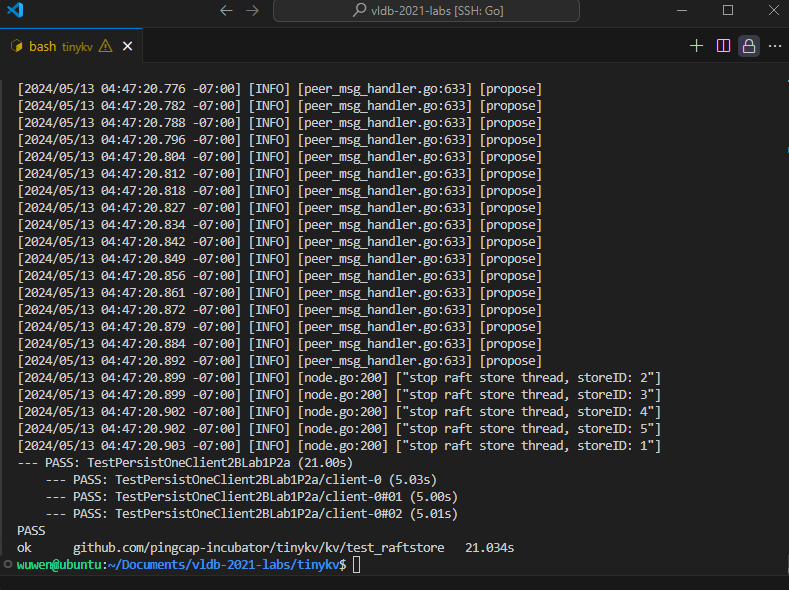 vldb-2021-labs [SSH: Go]
bash tinykv
[2024/05/13 04:47:20.776 -07:00] [INFO] [peer_msg_handler.go:633] [propose]
[2024/05/13 04:47:20.782 -07:00] [INFO] [peer_msg_handler.go:633] [propose]
[2024/05/13 04:47:20.788 -07:00] [INFO] [peer_msg_handler.go:633] [propose]
[2024/05/13 04:47:20.796 -07:00] [INFO] [peer_msg_handler.go:633] [propose]
[2024/05/13 04:47:20.804 -07:00] [INFO] [peer_msg_handler.go:633] [propose]
[2024/05/13 04:47:20.812 -07:00] [INFO] [peer_msg_handler.go:633] [propose]
[2024/05/13 04:47:20.818 -07:00] [INFO] [peer_msg_handler.go:633] [propose]
[2024/05/13 04:47:20.827 -07:00] [INFO] [peer_msg_handler.go:633] [propose]
[2024/05/13 04:47:20.834 -07:00] [INFO] [peer_msg_handler.go:633] [propose]
[2024/05/13 04:47:20.842 -07:00] [INFO] [peer_msg_handler.go:633] [propose]
[2024/05/13 04:47:20.849 -07:00] [INFO] [peer_msg_handler.go:633] [propose]
[2024/05/13 04:47:20.856 -07:00] [INFO] [peer_msg_handler.go:633] [propose]
[2024/05/13 04:47:20.861 -07:00] [INFO] [peer_msg_handler.go:633] [propose]
[2024/05/13 04:47:20.872 -07:00] [INFO] [peer_msg_handler.go:633] [propose]
[2024/05/13 04:47:20.879 -07:00] [INFO] [peer_msg_handler.go:633] [propose]
[2024/05/13 04:47:20.884 -07:00] [INFO] [peer_msg_handler.go:633] [propose]
[2024/05/13 04:47:20.892 -07:00] [INFO] [peer_msg_handler.go:633] [propose]
[2024/05/13 04:47:20.899 -07:00] [INFO] [node.go:200] ["stop raft store thread, storeID: 2"]
[2024/05/13 04:47:20.899 -07:00] [INFO] [node.go:200] ["stop raft store thread, storeID: 3"]
[2024/05/13 04:47:20.902 -07:00] [INFO] [node.go:200] ["stop raft store thread, storeID: 4"]
[2024/05/13 04:47:20.902 -07:00] [INFO] [node.go:200] ["stop raft store thread, storeID: 5"]
[2024/05/13 04:47:20.903 -07:00] [INFO] [node.go:200] ["stop raft store thread, storeID: 1"]
--- PASS: TestPersistOneClient2BLab1P2a (21.00s)
    --- PASS: TestPersistOneClient2BLab1P2a/client-0 (5.03s)
    --- PASS: TestPersistOneClient2BLab1P2a/client-0#01 (5.00s)
    --- PASS: TestPersistOneClient2BLab1P2a/client-0#02 (5.01s)
PASS
ok      github.com/pingcap-incubator/tinykv/kv/test_raftstore   21.034s
wuwen@ubuntu:~/Documents/vldb-2021-labs/tinykv$